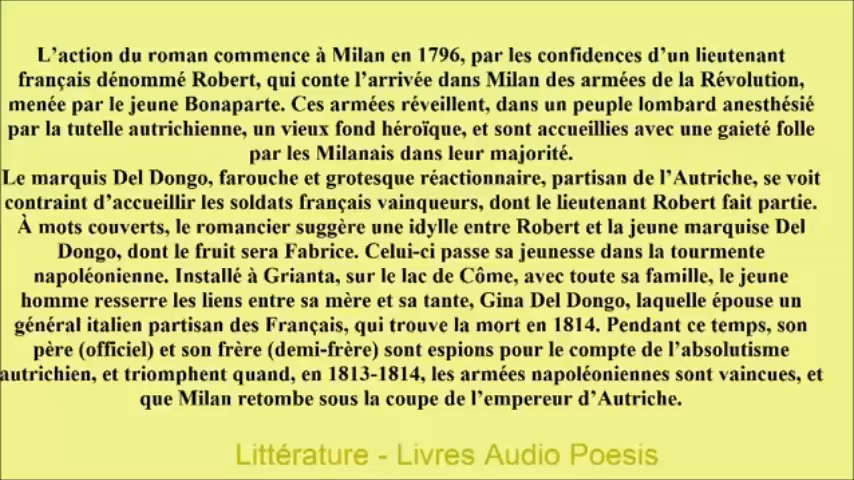 L'action du roman commence à Milan en 1796, par les confidences d'un lieutenant
français dénommé Robert, qui conte l'arrivée dans Milan des armées de la Révolution,
menée par le jeune Bonaparte. Ces armées réveillent, dans un peuple lombard anesthésié
par la tutelle autrichienne, un vieux fond héroïque, et sont accueillies avec une gaieté folle
par les Milanais dans leur majorité.
Le marquis Del Dongo, farouche et grotesque réactionnaire, partisan de l'Autriche, se voit
contraint d'accueillir les soldats français vainqueurs, dont le lieutenant Robert fait partie.
À mots couverts, le romancier suggère une idylle entre Robert et la jeune marquise Del
Dongo, dont le fruit sera Fabrice. Celui-ci passe sa jeunesse dans la tourmente
napoléonienne. Installé à Grianta, sur le lac de Côme, avec toute sa famille, le jeune
homme resserre les liens entre sa mère et sa tante, Gina Del Dongo, laquelle épouse un
général italien partisan des Français, qui trouve la mort en 1814. Pendant ce temps, son
père (officiel) et son frère (demi-frère) sont espions pour le compte de l'absolutisme
autrichien, et triomphent quand, en 1813-1814, les armées napoléoniennes sont vaincues, et
que Milan retombe sous la coupe de l'empereur d'Autriche.
Littérature - Livres Audio Poesis